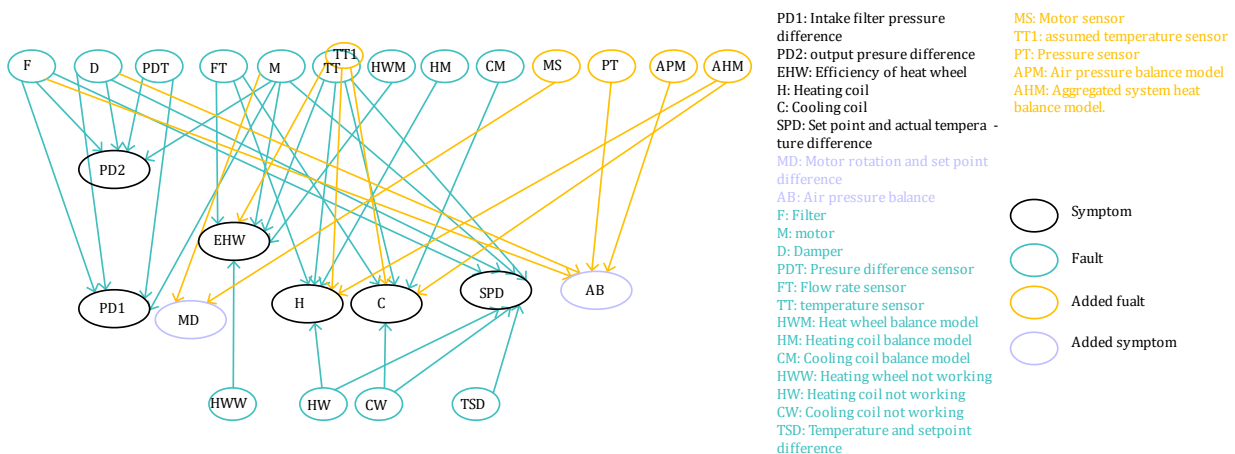 F
D
PDT
FT
M
TT
TT1
HWM
HM
CM
MS
PT
APM
AHM
PD2
EHW
PD1
MD
H
C
SPD
AB
HWW
HW
CW
TSD
PD1: Intake filter pressure
difference
PD2: output presure difference
EHW: Efficiency of heat wheel
H: Heating coil
C: Cooling coil
SPD: Set point and actual tempera -
ture difference
MD: Motor rotation and set point
difference
AB: Air pressure balance
F: Filter
M: motor
D: Damper
PDT: Presure difference sensor
FT: Flow rate sensor
TT: temperature sensor
HWM: Heat wheel balance model
HM: Heating coil balance model
CM: Cooling coil balance model
HWW: Heating wheel not working
HW: Heating coil not working
CW: Cooling coil not working
TSD: Temperature and setpoint
difference
MS: Motor sensor
TT1: assumed temperature sensor
PT: Pressure sensor
APM: Air pressure balance model
AHM: Aggregated system heat
balance model.
Symptom
Fault
Added fualt
Added symptom